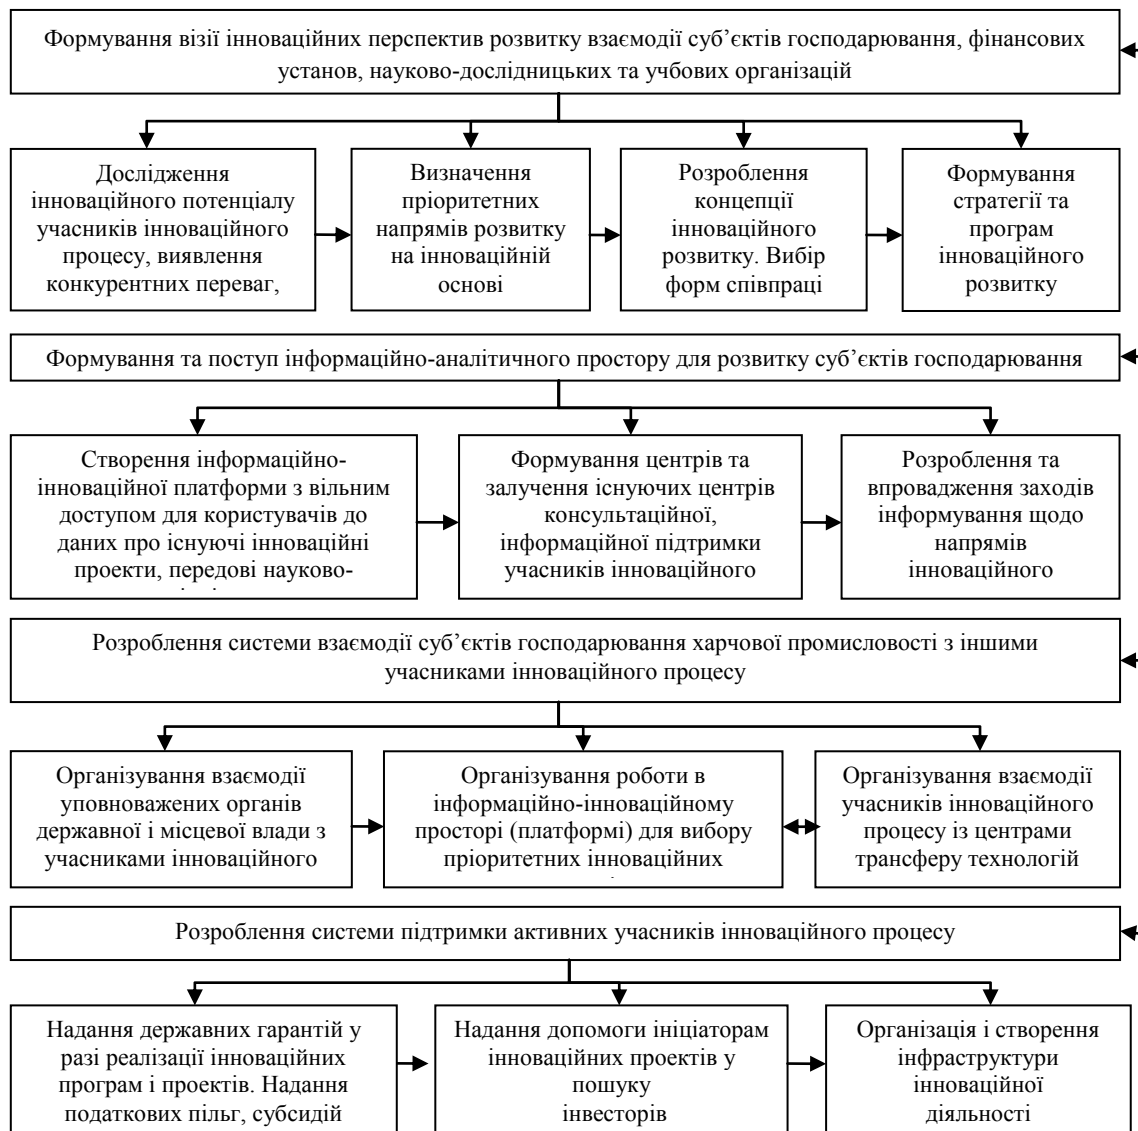 Формування візії інноваційних перспектив розвитку взаємодії суб’єктів господарювання, фінансових
установ, науково-дослідницьких та учбових організацій
Дослідження
інноваційного потенціалу
учасників інноваційного
процесу, виявлення
конкурентних переваг,
Визначення
пріоритетних
напрямів розвитку
на інноваційній
основі
Розроблення
концепції
інноваційного
розвитку. Вибір
форм співпраці
Формування
стратегії та
програм
інноваційного
розвитку
Формування та поступ інформаційно-аналітичного простору для розвитку суб’єктів господарювання
Створення інформаційно-
інноваційної платформи з вільним
доступом для користувачів до
даних про існуючі інноваційні
проекти, передові науково-
Формування центрів та
залучення існуючих центрів
консультаційної,
інформаційної підтримки
учасників інноваційного
Розроблення та
впровадження заходів
інформування щодо
напрямів
інноваційного
Розроблення системи взаємодії суб’єктів господарювання харчової промисловості з іншими
учасниками інноваційного процесу
Організування взаємодії
уповноважених органів
державної і місцевої влади з
учасниками інноваційного
Організування роботи в
інформаційно-інноваційному
просторі (платформі) для вибору
пріоритетних інноваційних
Організування взаємодії
учасників інноваційного
процесу із центрами
трансферу технологій
Розроблення системи підтримки активних учасників інноваційного процесу
Надання державних гарантій у
разі реалізації інноваційних
програм і проектів. Надання
податкових пільг, субсидій
Надання допомоги ініціаторам
інноваційних проектів у
пошуку
інвесторів
Організація і створення
інфраструктури
інноваційної
діяльності